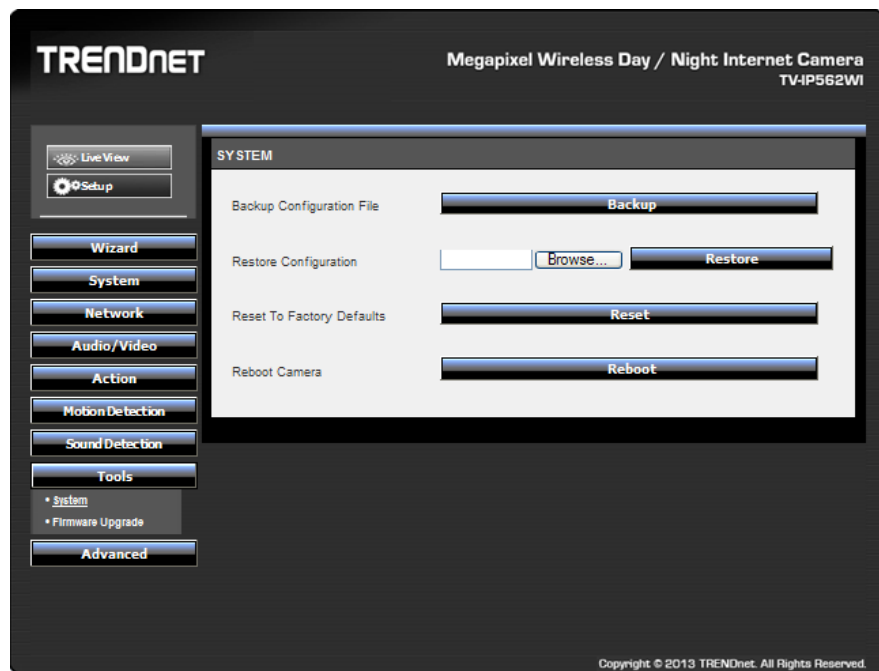 TRENDnet
Megapixel Wireless Day / Night Internet Camera
TV-IP562WI
Live View
Setup
Wizard
System
Network
Audio/Video
Action
Motion Detection
Sound Detection
Tools
• System
• Firmware Upgrade
Advanced
SYSTEM
Backup Configuration File Backup
Restore Configuration Browse... Restore
Reset To Factory Defaults Reset
Reboot Camera Reboot
Copyright © 2013 TRENDnet. All Rights Reserved.